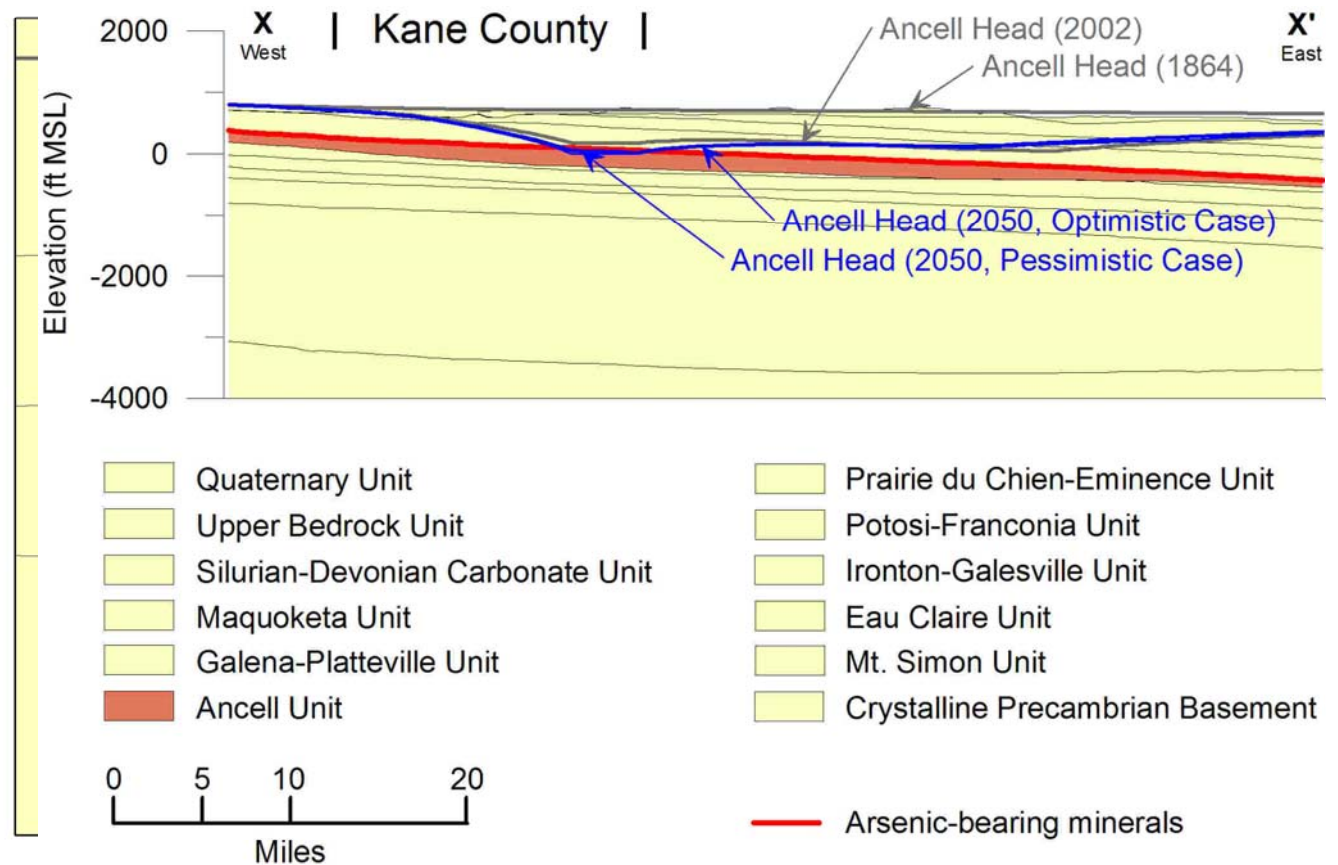 X | Kane County | X'
West East
Ancell Head (2002)
Ancell Head (1864)
Elevation (ft MSL)
2000
0
-2000
-4000
Ancell Head (2050, Optimistic Case)
Ancell Head (2050, Pessimistic Case)
Quaternary Unit
Upper Bedrock Unit
Silurian-Devonian Carbonate Unit
Maquoketa Unit
Galena-Platteville Unit
Ancell Unit
Prairie du Chien-Eminence Unit
Potosi-Franconia Unit
Ironton-Galesville Unit
Eau Claire Unit
Mt. Simon Unit
Crystalline Precambrian Basement
0 5 10 20
Miles
Arsenic-bearing minerals